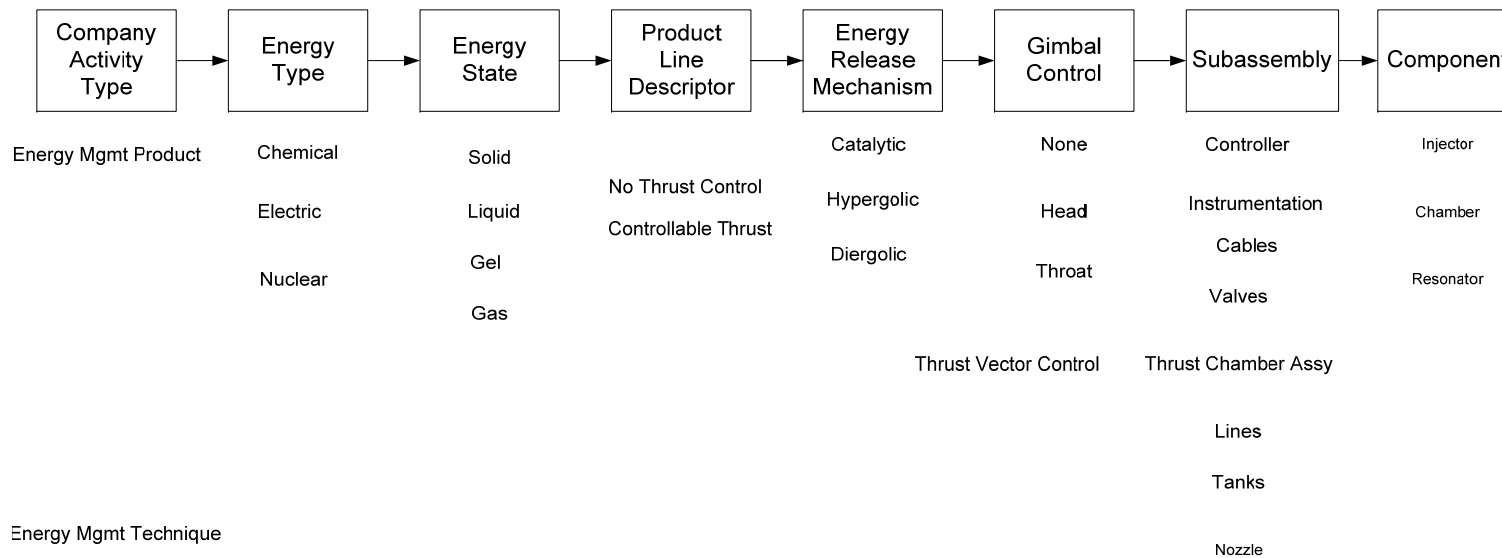 Company
Activity
Type
Energy
Type
Energy
State
Product
Line
Descriptor
Energy
Release
Mechanism
Gimbal
Control
Subassembly
Component
Energy Mgmt Product
Energy Mgmt Technique
Chemical
Electric
Nuclear
Solid
Liquid
Gel
Gas
No Thrust Control
Controllable Thrust
Catalytic
Hypergolic
Diergolic
None
Head
Throat
Thrust Vector Control
Controller
Instrumentation
Cables
Valves
Thrust Chamber Assy
Lines
Tanks
Nozzle
Injector
Chamber
Resonator